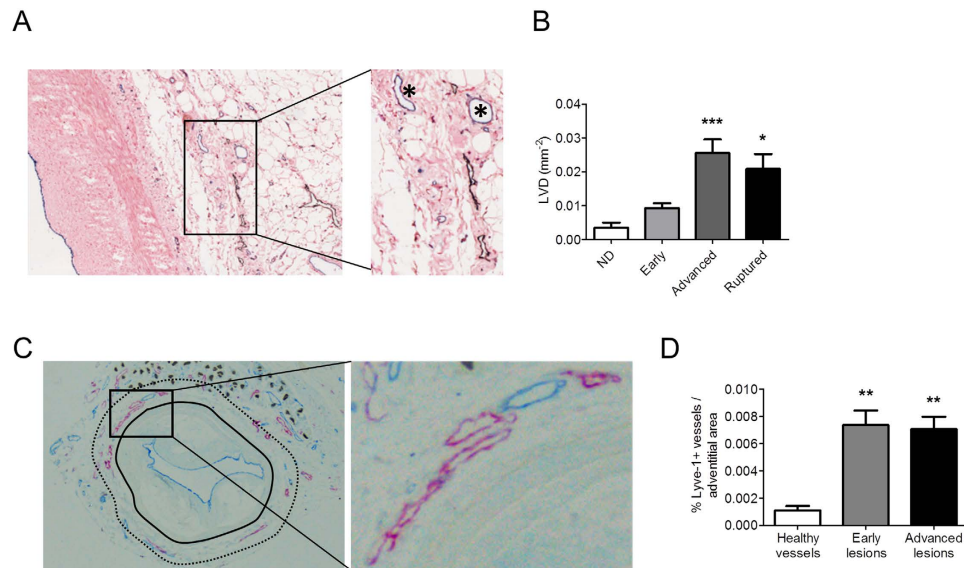 A
*
*
B
LVD (mm-2)
0.04
0.03
0.02
0.01
0.00
***
*
ND
Early
Advanced
Ruptured
C
D
% Lyve-1+ vessels /
adventitial area
0.010
0.008
0.006
0.004
0.002
0.000
**
**
Healthy
vessels
Early
lesions
Advanced
lesions